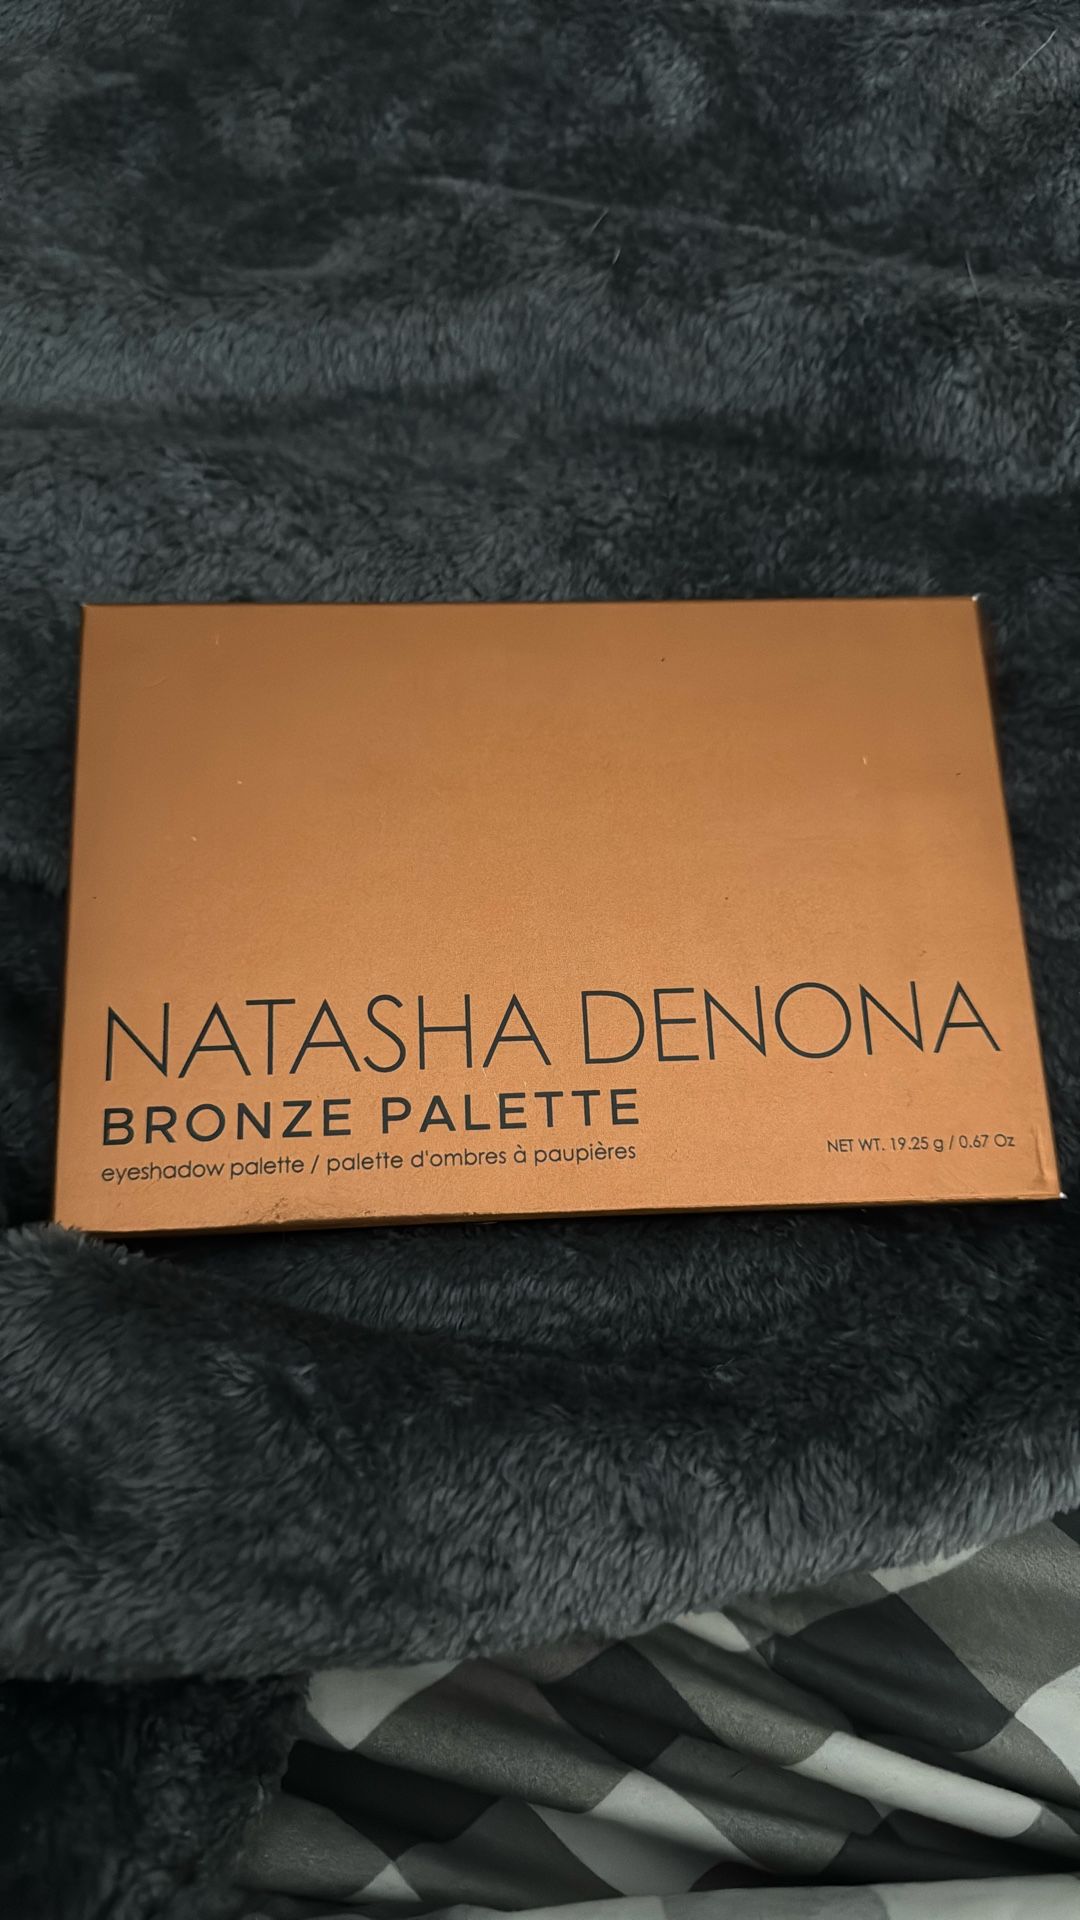 NATASHA DENONA
BRONZE PALETTE
eyeshadow palette / palette d'ombres à paupières
NET WT. 19.25 g / 0.67 Oz